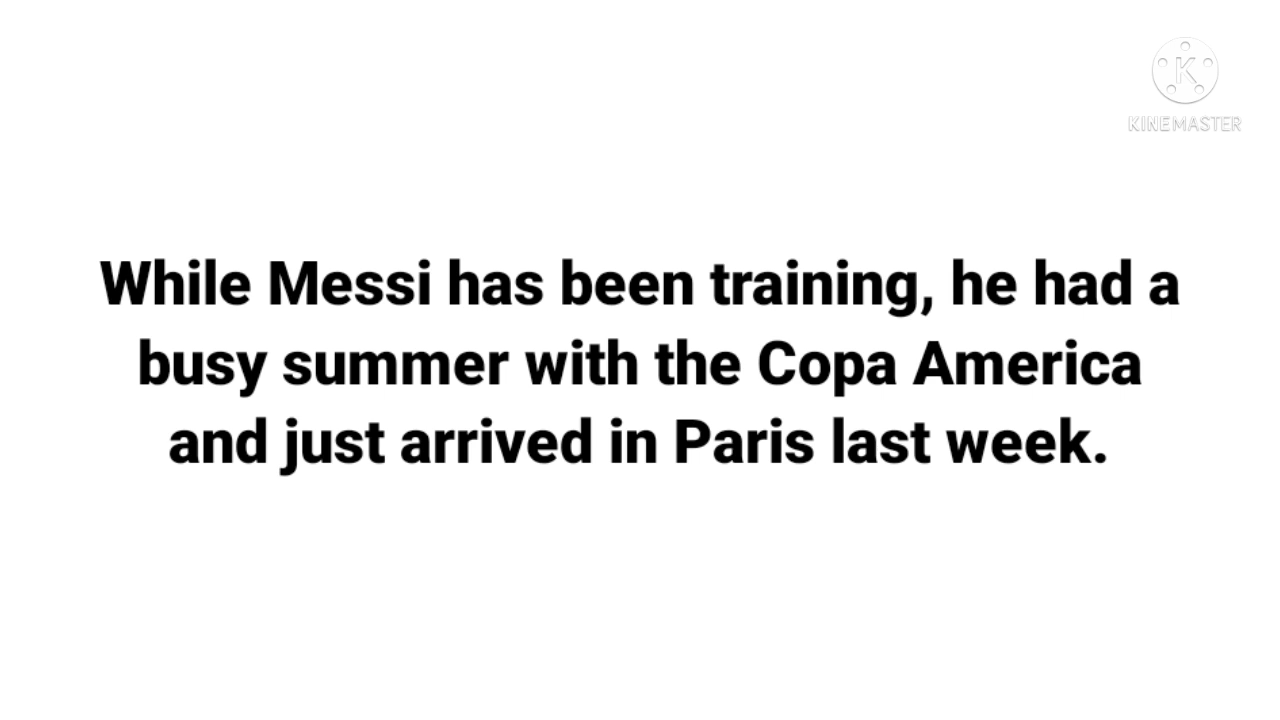 KINEMASTER
While Messi has been training, he had a
busy summer with the Copa America
and just arrived in Paris last week.